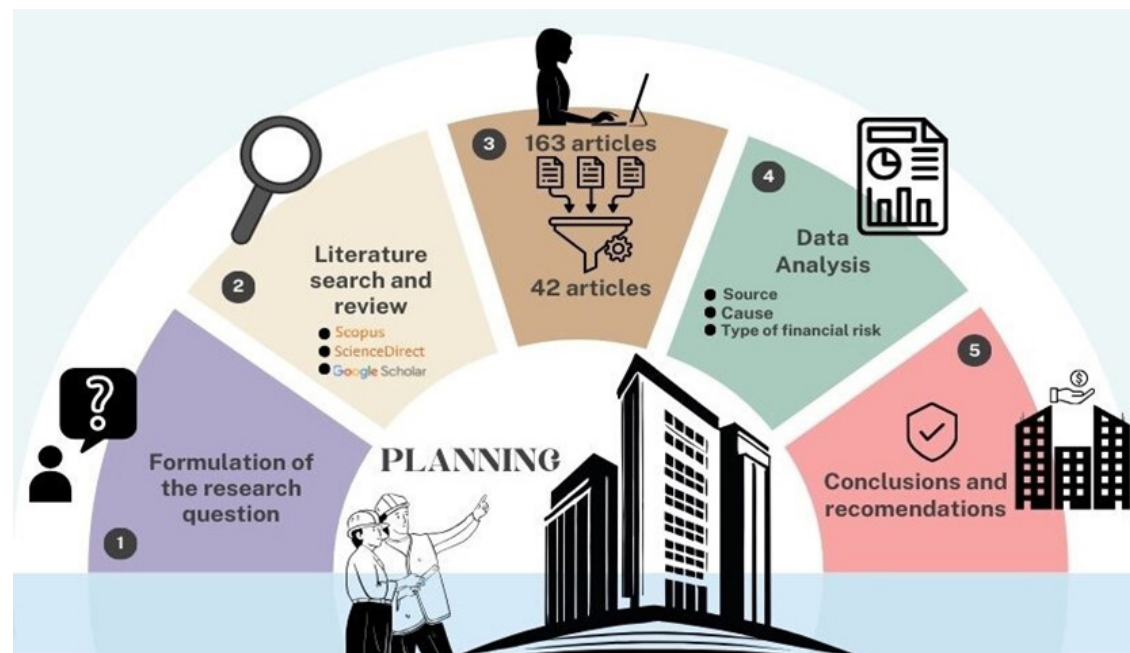 1
Formulation of
the research
question
2
Literature
search and
review
Scopus
ScienceDirect
Google Scholar
3
163 articles
42 articles
4
Data
Analysis
Source
Cause
Type of financial risk
5
Conclusions and
recomendations
PLANNING
?
$